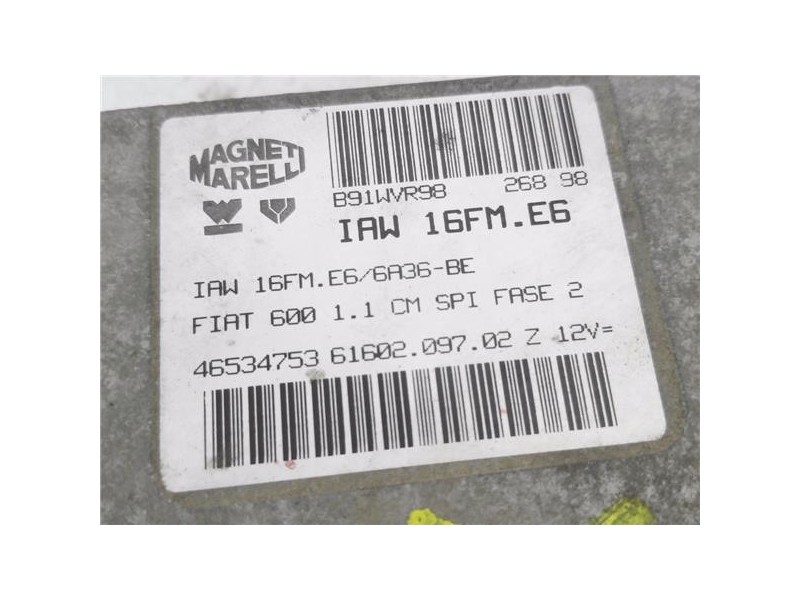 MAGNETI
MARELLI
B91WVR98 268 98
IAW 16FM.E6
IAW 16FM.E6/6A36-BE
FIAT 600 1.1 CM SPI FASE 2
46534753 61602.097.02 Z 12V=